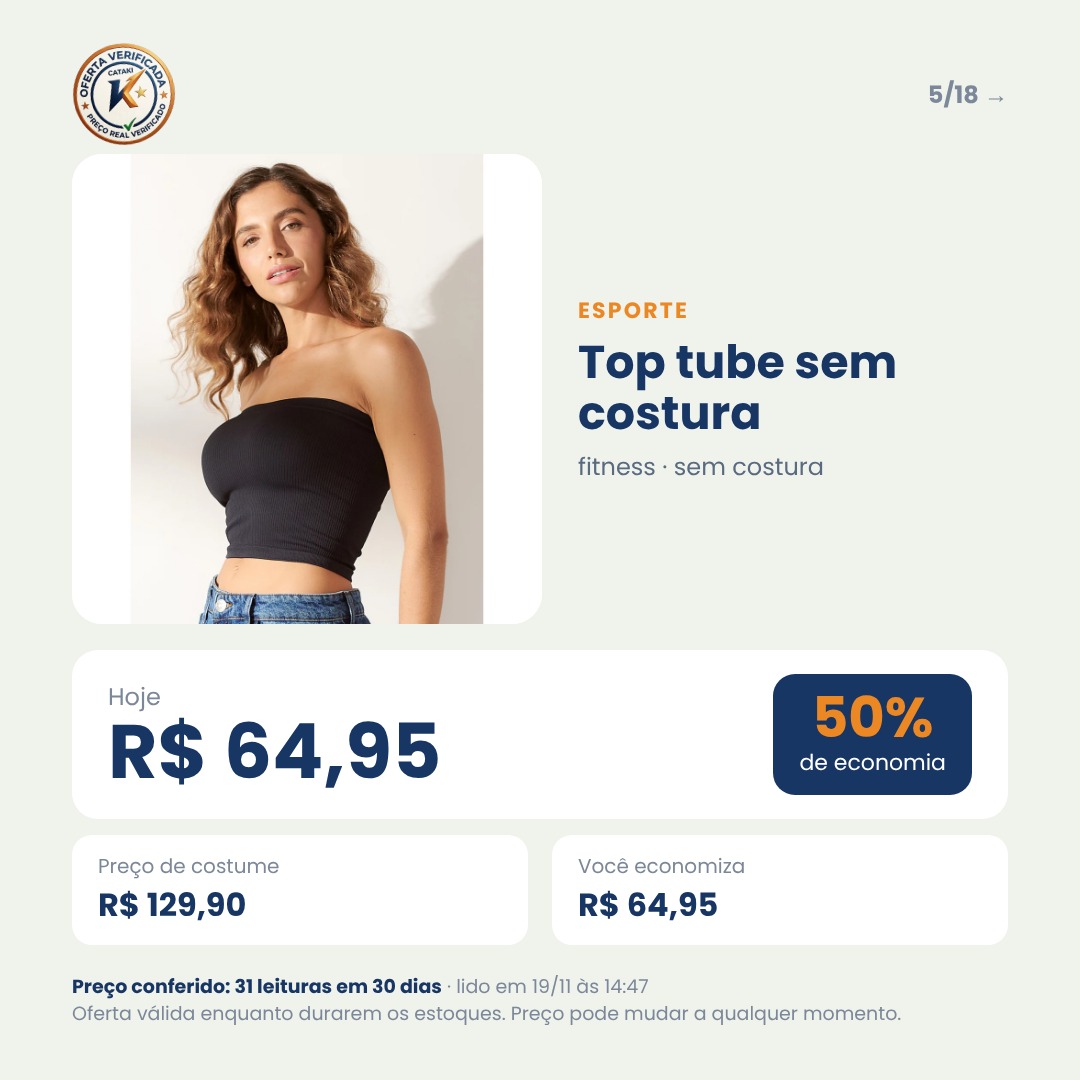 OFERTA VERIFICADA
CATAKI
K
PREÇO REAL VERIFICADO
5/18 →
ESPORTE
Top tube sem
costura
fitness · sem costura
Hoje
R$ 64,95
50%
de economia
Preço de costume
R$ 129,90
Você economiza
R$ 64,95
Preço conferido: 31 leituras em 30 dias · lido em 19/11 às 14:47
Oferta válida enquanto durarem os estoques. Preço pode mudar a qualquer momento.